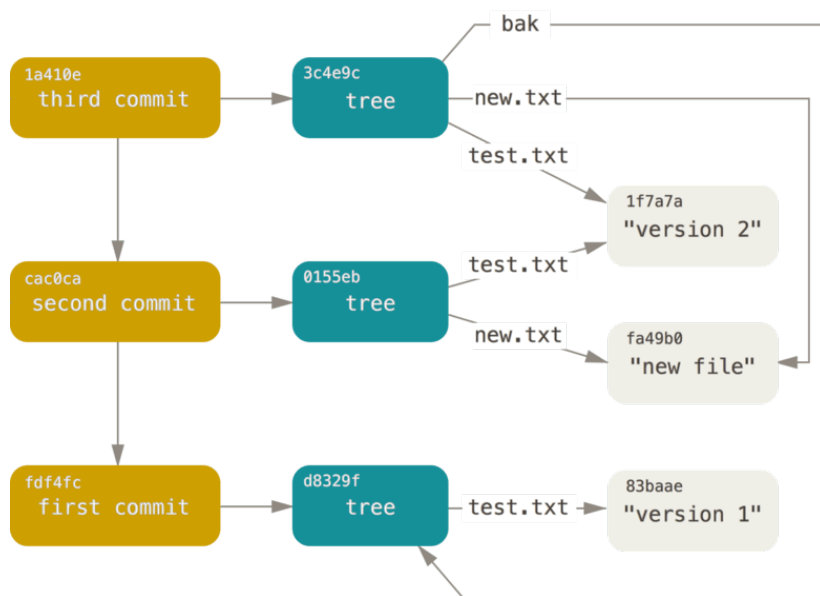 bak
1a410e
third commit
3c4e9c
tree
new.txt
test.txt
1f7a7a
"version 2"
cac0ca
second commit
0155eb
tree
test.txt
new.txt
fa49b0
"new file"
fdf4fc
first commit
d8329f
tree
test.txt
83baae
"version 1"